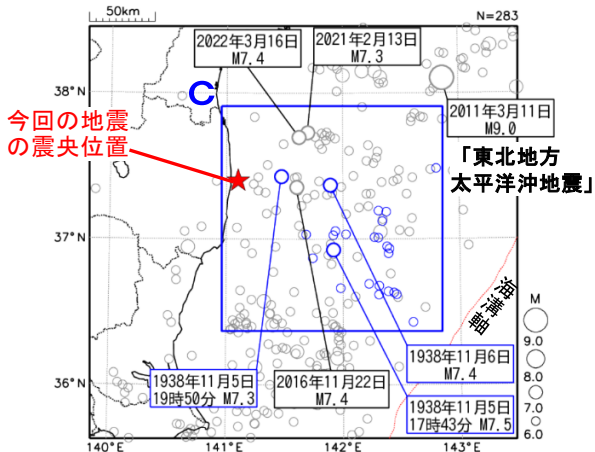 50km
N=283
2022年3月16日
M7.4
2021年2月13日
M7.3
38°N
C
2011年3月11日
M9.0
今回の地震
の震央位置
「東北地方
太平洋沖地震」
37°N
海溝軸
M
9.0
8.0
7.0
6.0
1938年11月6日
M7.4
1938年11月5日
19時50分 M7.3
2016年11月22日
M7.4
36°N
1938年11月5日
17時43分 M7.5
140°E
141°E
142°E
143°E